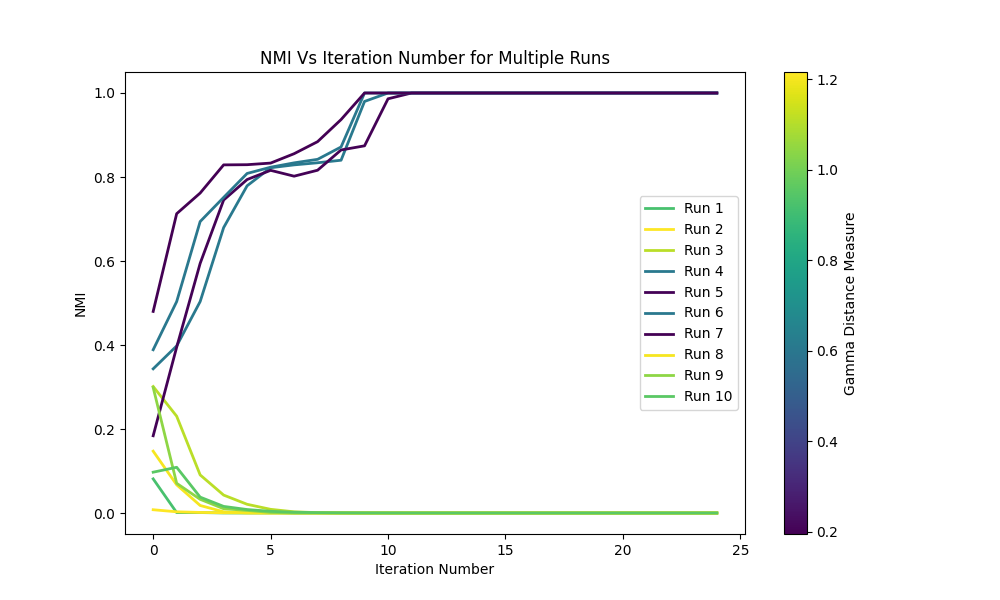 NMI Vs Iteration Number for Multiple Runs
NMI
1.0
0.8
0.6
0.4
0.2
0.0
0
5
10
15
20
25
Iteration Number
Run 1
Run 2
Run 3
Run 4
Run 5
Run 6
Run 7
Run 8
Run 9
Run 10
1.2
1.0
0.8
0.6
0.4
0.2
Gamma Distance Measure